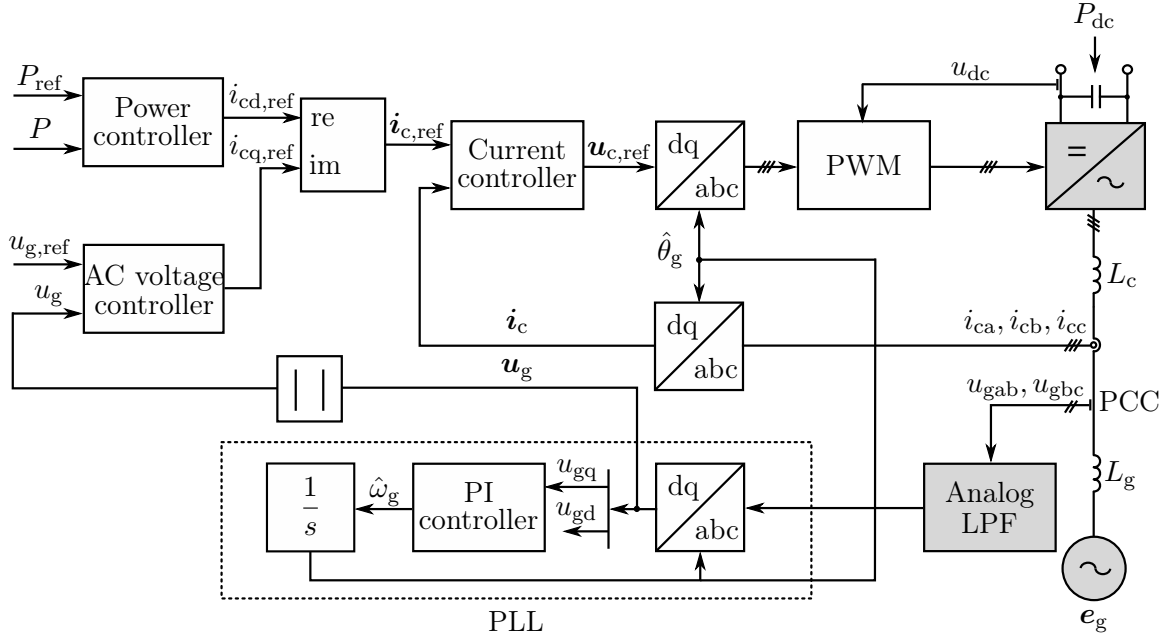 P_dc
u_dc
P_ref
P
Power
controller
i_cd,ref
i_cq,ref
re
im
i_c,ref
Current
controller
u_c,ref
dq
abc
PWM
=
∼
u_g,ref
u_g
AC voltage
controller
θ̂_g
L_c
i_c
dq
abc
i_ca, i_cb, i_cc
| |
u_g
u_gab, u_gbc
PCC
1
s
ω̂_g
PI
controller
u_gq
u_gd
dq
abc
Analog
LPF
L_g
∼
e_g
PLL